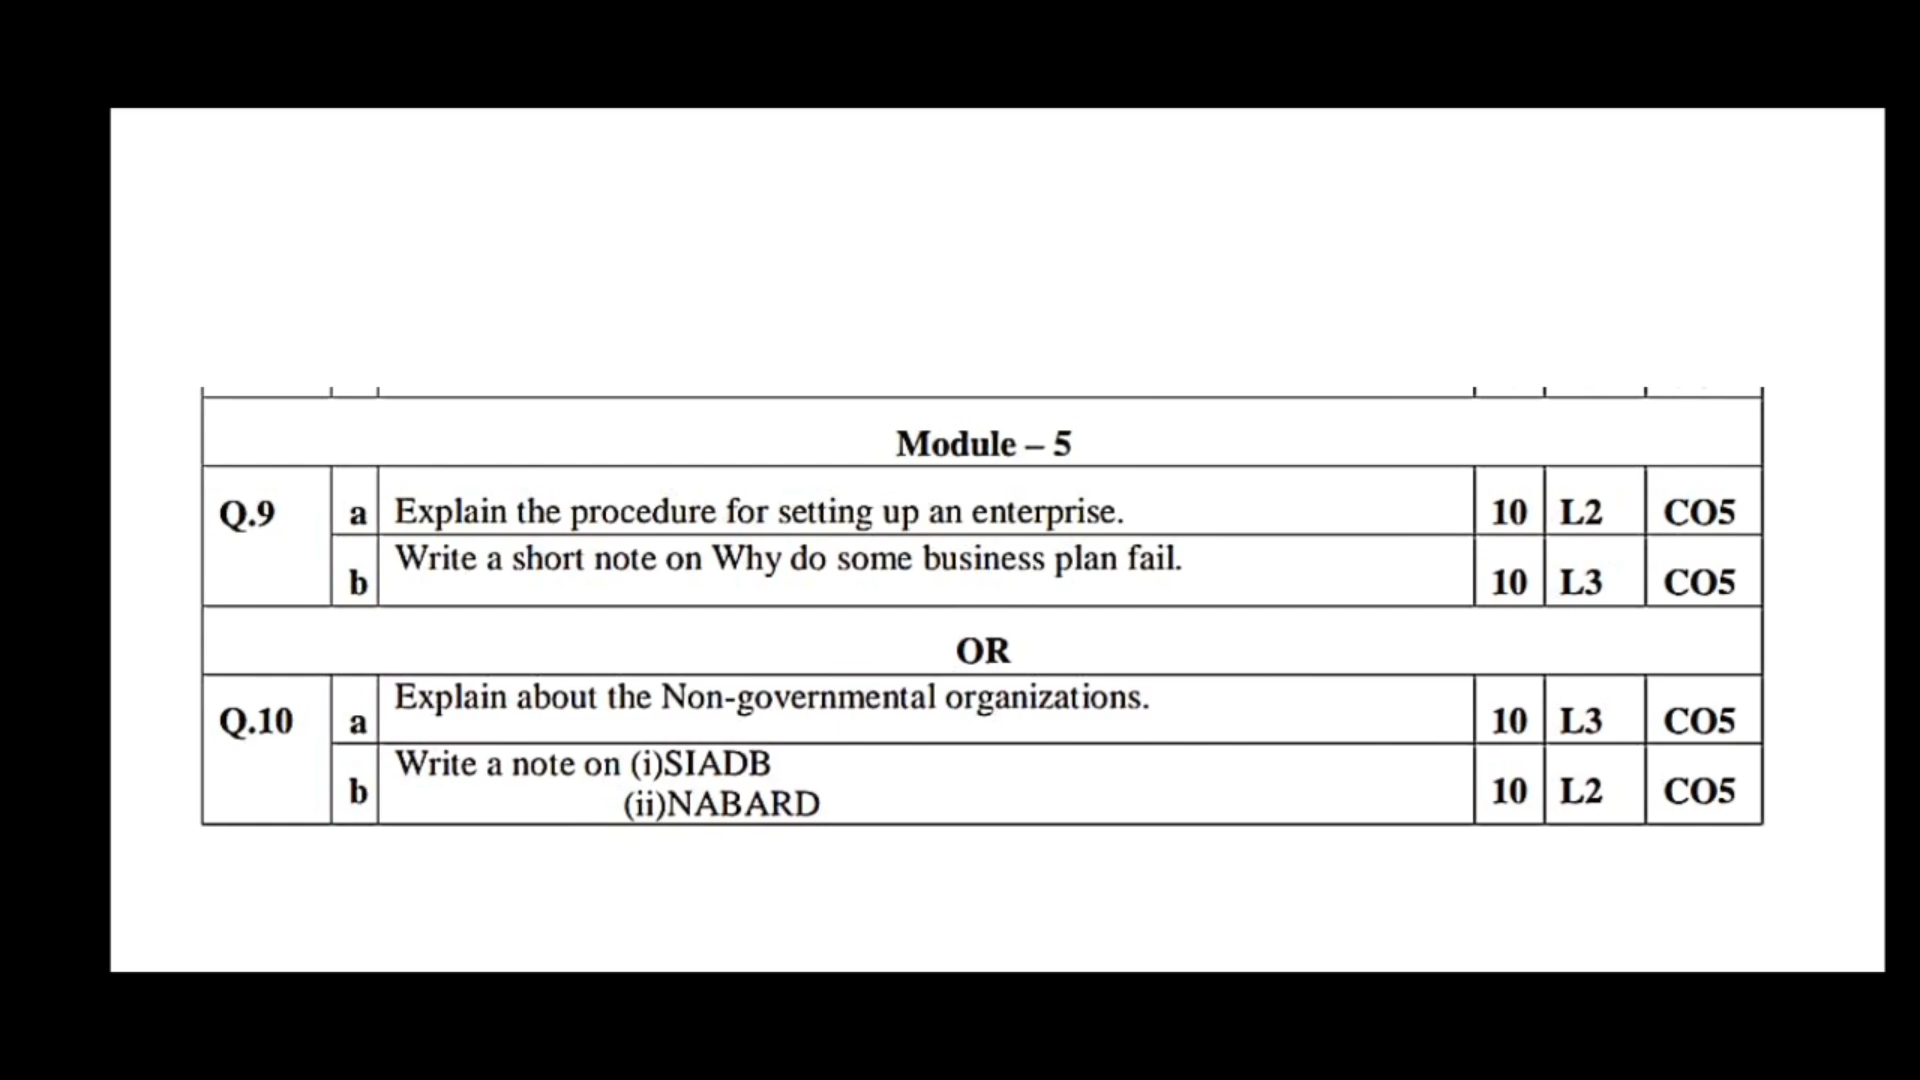 Module – 5
Q.9 a Explain the procedure for setting up an enterprise. 10 L2 CO5
b Write a short note on Why do some business plan fail. 10 L3 CO5
OR
Q.10 a Explain about the Non-governmental organizations. 10 L3 CO5
b Write a note on (i)SIADB 10 L2 CO5
(ii)NABARD